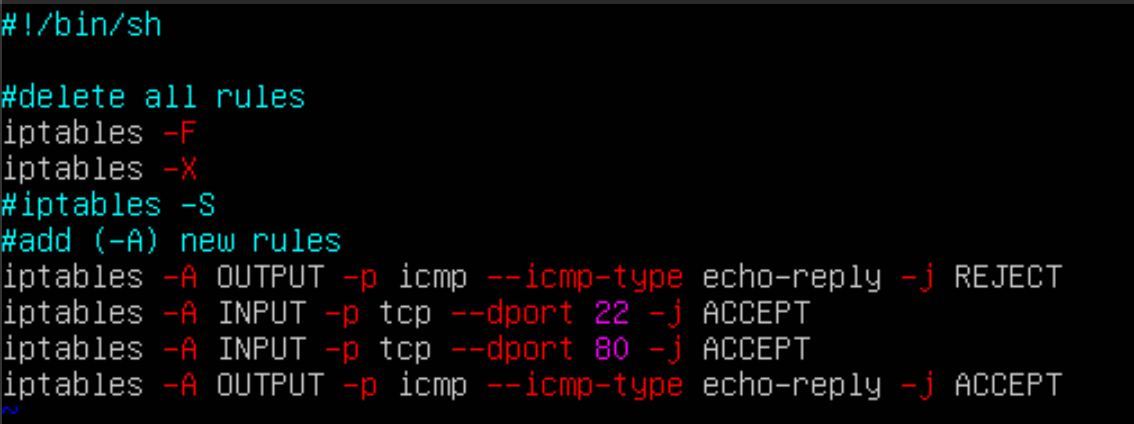 #!/bin/sh

#delete all rules
iptables -F
iptables -X
#iptables -S
#add (-A) new rules
iptables -A OUTPUT -p icmp --icmp-type echo-reply -j REJECT
iptables -A INPUT -p tcp --dport 22 -j ACCEPT
iptables -A INPUT -p tcp --dport 80 -j ACCEPT
iptables -A OUTPUT -p icmp --icmp-type echo-reply -j ACCEPT
~